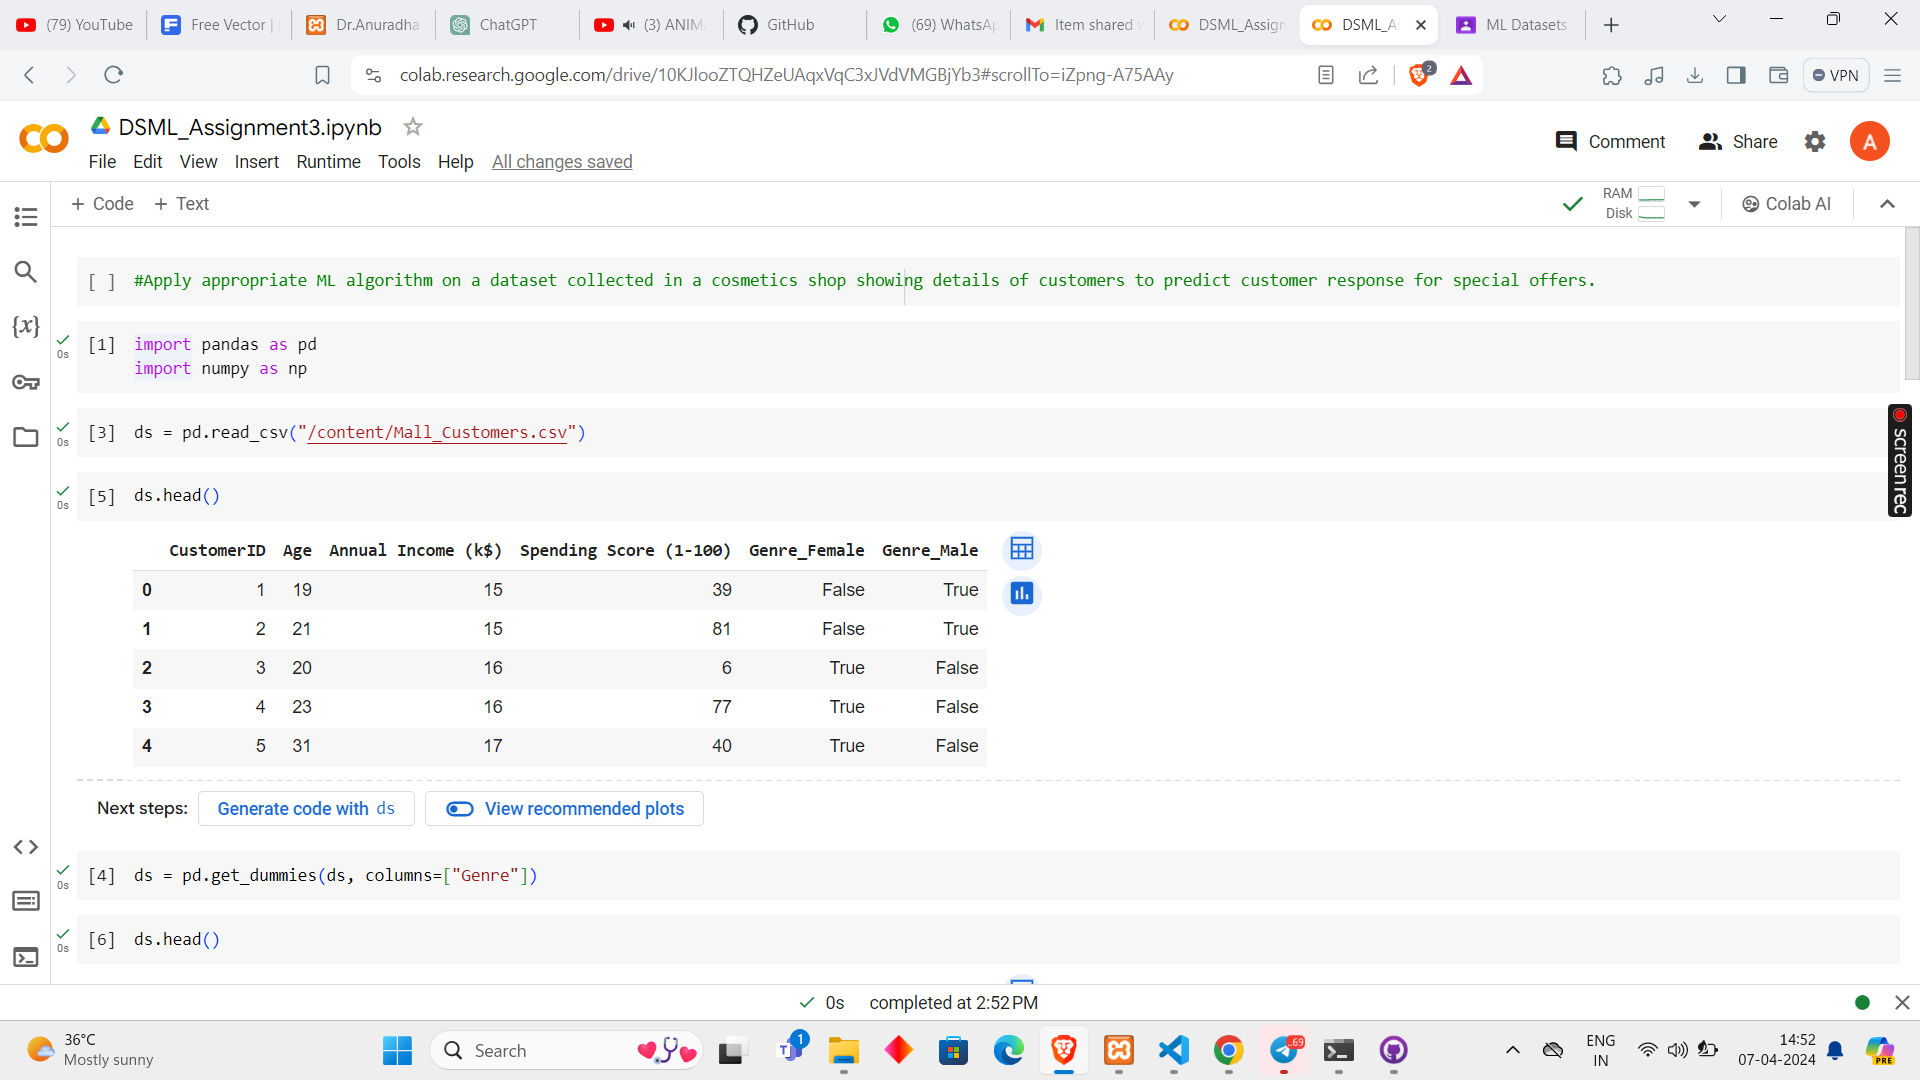 (79) YouTube
Free Vector |
Dr.Anuradha
ChatGPT
(3) ANIM
GitHub
(69) WhatsAp
Item shared
DSML_Assign
DSML_A
ML Datasets
colab.research.google.com/drive/10KJlooZTQHZeUAqxVqC3xJVdVMGBjYb3#scrollTo=iZpng-A75AAy
2
VPN
DSML_Assignment3.ipynb
Comment
Share
A
File Edit View Insert Runtime Tools Help All changes saved
+ Code + Text
RAM
Disk
Colab AI
[ ] #Apply appropriate ML algorithm on a dataset collected in a cosmetics shop showing details of customers to predict customer response for special offers.
{x}
0s
[1] import pandas as pd
import numpy as np
0s
[3] ds = pd.read_csv("/content/Mall_Customers.csv")
screenrec
0s
[5] ds.head()
CustomerID Age Annual Income (k$) Spending Score (1-100) Genre_Female Genre_Male
0 1 19 15 39 False True
1 2 21 15 81 False True
2 3 20 16 6 True False
3 4 23 16 77 True False
4 5 31 17 40 True False
Next steps: Generate code with ds View recommended plots
0s
[4] ds = pd.get_dummies(ds, columns=["Genre"])
0s
[6] ds.head()
0s completed at 2:52 PM
36°C
Mostly sunny
Search
1
69
ENG
IN
14:52
07-04-2024
PRE